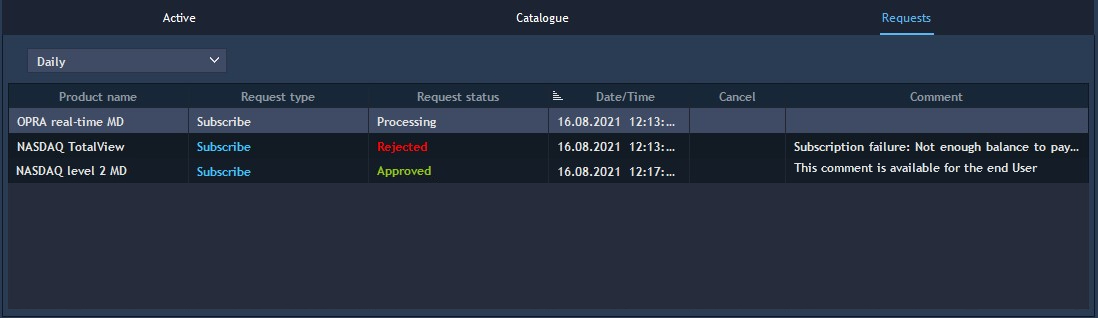 Active Catalogue Requests
Daily
Product name Request type Request status Date/Time Cancel Comment
OPRA real-time MD Subscribe Processing 16.08.2021 12:13:...
NASDAQ TotalView Subscribe Rejected 16.08.2021 12:13:... Subscription failure: Not enough balance to pay...
NASDAQ level 2 MD Subscribe Approved 16.08.2021 12:17:... This comment is available for the end User